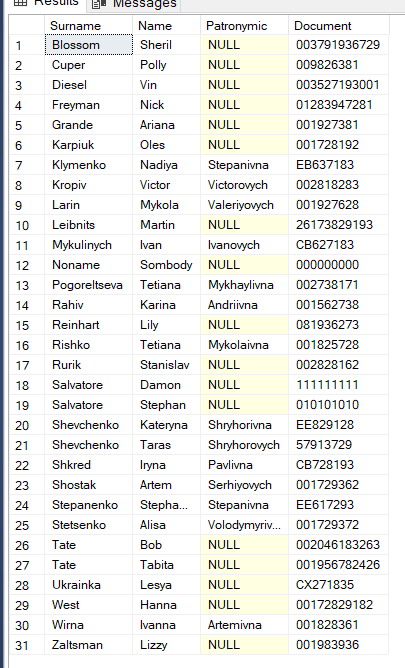 Results Messages
Surname Name Patronymic Document
1 Blossom Sheril NULL 003791936729
2 Cuper Polly NULL 009826381
3 Diesel Vin NULL 003527193001
4 Freyman Nick NULL 01283947281
5 Grande Ariana NULL 001927381
6 Karpiuk Oles NULL 001728192
7 Klymenko Nadiya Stepanivna EB637183
8 Kropiv Victor Victorovych 002818283
9 Larin Mykola Valeriyovych 001927628
10 Leibnits Martin NULL 26173829193
11 Mykulinych Ivan Ivanovych CB627183
12 Noname Sombody NULL 000000000
13 Pogoreltseva Tetiana Mykhaylivna 002738171
14 Rahiv Karina Andriivna 001562738
15 Reinhart Lily NULL 081936273
16 Rishko Tetiana Mykolaivna 001825728
17 Rurik Stanislav NULL 002828162
18 Salvatore Damon NULL 111111111
19 Salvatore Stephan NULL 010101010
20 Shevchenko Kateryna Shryhorivna EE829128
21 Shevchenko Taras Shryhorovych 57913729
22 Shkred Iryna Pavlivna CB728193
23 Shostak Artem Serhiyovych 001729362
24 Stepanenko Stepha... Stepanivna EE617293
25 Stetsenko Alisa Volodymyriv... 001729372
26 Tate Bob NULL 002046183263
27 Tate Tabita NULL 001956782426
28 Ukrainka Lesya NULL CX271835
29 West Hanna NULL 00172829182
30 Wirna Ivanna Artemivna 001828361
31 Zaltsman Lizzy NULL 001983936